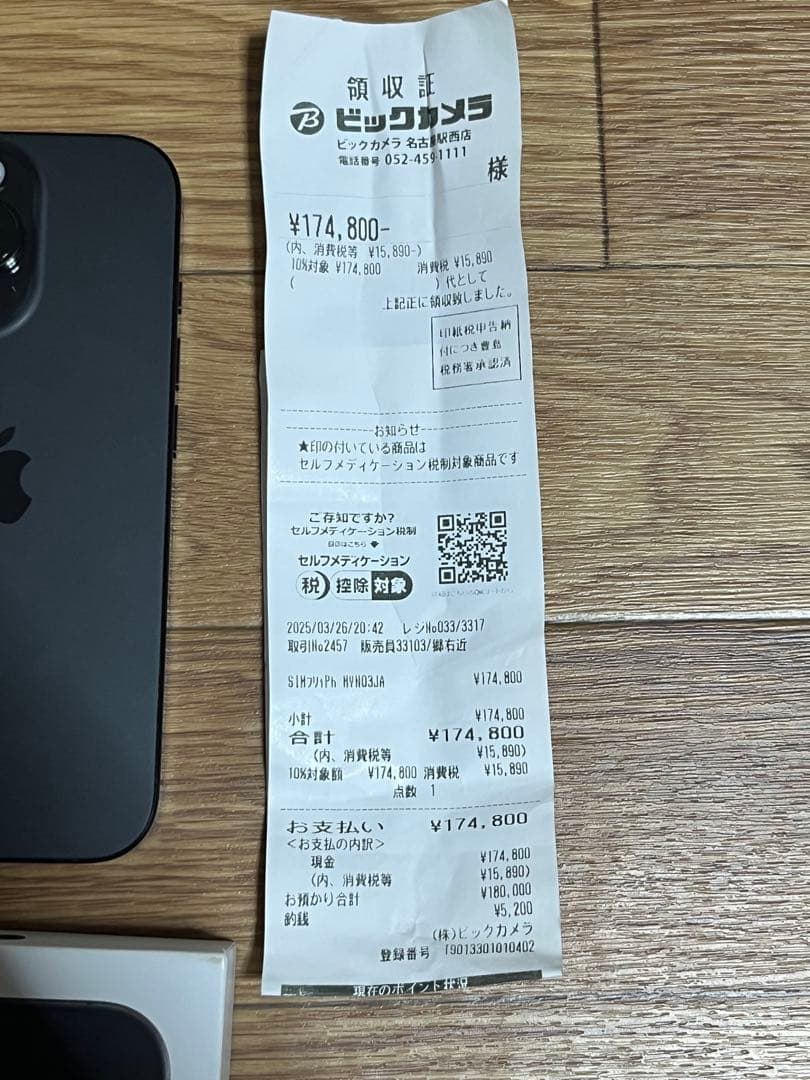 領収証
ビックカメラ
ビックカメラ 名古屋駅西店
電話番号 052-459-1111
様
¥174,800-
(内、消費税等 ¥15,890-)
10%対象 ¥174,800 消費税 ¥15,890
( )代として
上記正に領収致しました。
印紙税申告納
付につき豊島
税務署承認済
お知らせ
★印の付いている商品は
セルフメディケーション税制対象商品です
ご存知ですか?
セルフメディケーション税制
セルフメディケーション
税 控除 対象
2025/03/26/20:42 レジNo033/3317
取引No2457 販売員33103/郷右近
SIMフリiPh MYN03JA ¥174,800
小計 ¥174,800
合計 ¥174,800
(内、消費税等 ¥15,890)
10%対象額 ¥174,800 消費税 ¥15,890
点数 1
お支払い ¥174,800
<お支払の内訳>
現金 ¥174,800
(内、消費税等 ¥15,890)
お預かり合計 ¥180,000
釣銭 ¥5,200
(株)ビックカメラ
登録番号 T9013301010402
現在のポイント状況